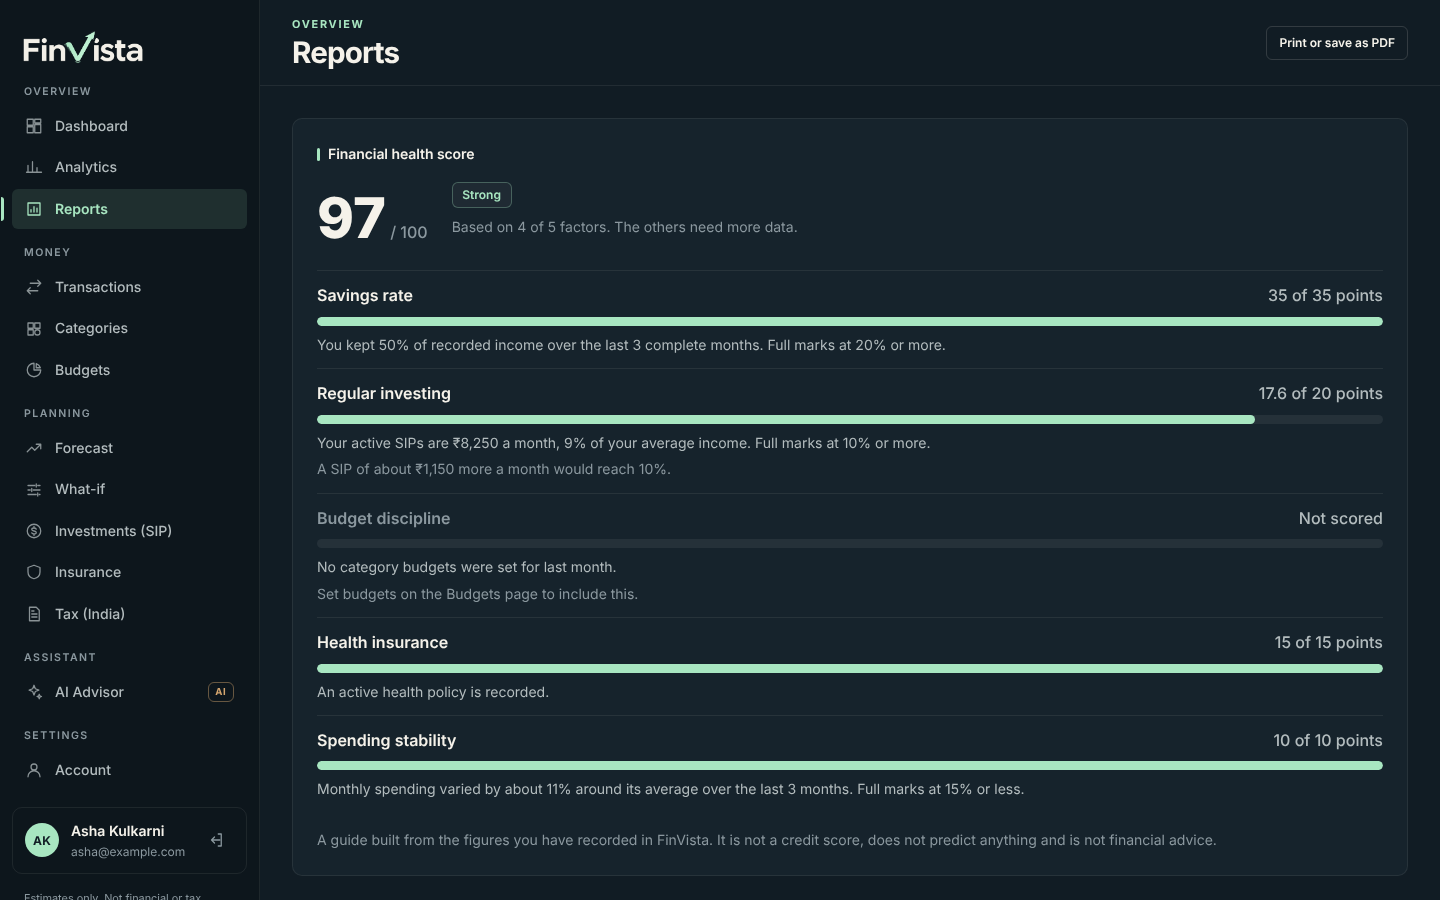 FinVista
OVERVIEW
Dashboard
Analytics
Reports
MONEY
Transactions
Categories
Budgets
PLANNING
Forecast
What-if
Investments (SIP)
Insurance
Tax (India)
ASSISTANT
AI Advisor
AI
SETTINGS
Account
AK
Asha Kulkarni
asha@example.com
Estimates only. Not financial or tax
OVERVIEW
Reports
Print or save as PDF
Financial health score
97 / 100
Strong
Based on 4 of 5 factors. The others need more data.
Savings rate
35 of 35 points
You kept 50% of recorded income over the last 3 complete months. Full marks at 20% or more.
Regular investing
17.6 of 20 points
Your active SIPs are ₹8,250 a month, 9% of your average income. Full marks at 10% or more.
A SIP of about ₹1,150 more a month would reach 10%.
Budget discipline
Not scored
No category budgets were set for last month.
Set budgets on the Budgets page to include this.
Health insurance
15 of 15 points
An active health policy is recorded.
Spending stability
10 of 10 points
Monthly spending varied by about 11% around its average over the last 3 months. Full marks at 15% or less.
A guide built from the figures you have recorded in FinVista. It is not a credit score, does not predict anything and is not financial advice.